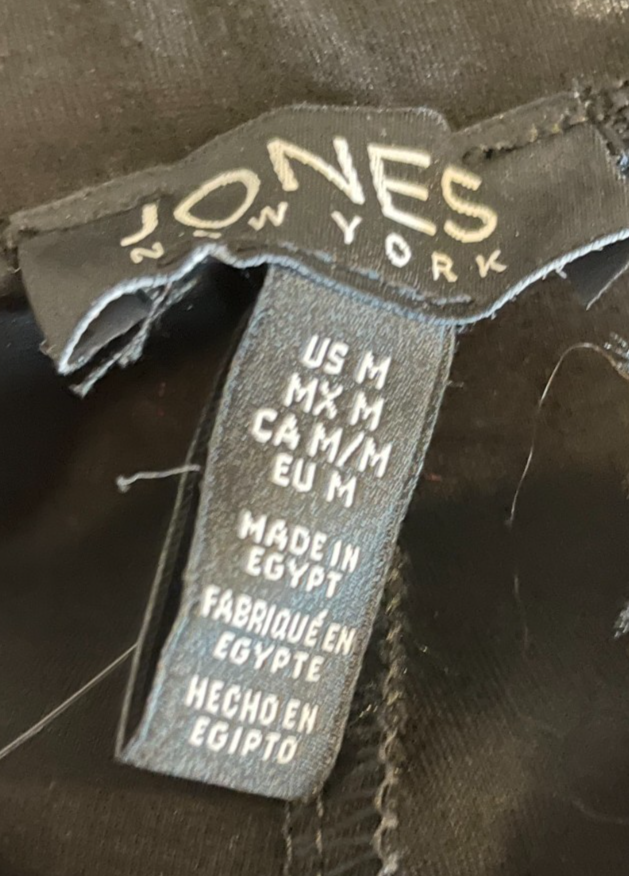 JONES
NEW YORK
US M
MX M
CA M/M
EU M
MADE IN
EGYPT
FABRIQUÉ EN
EGYPTE
HECHO EN
EGIPTO